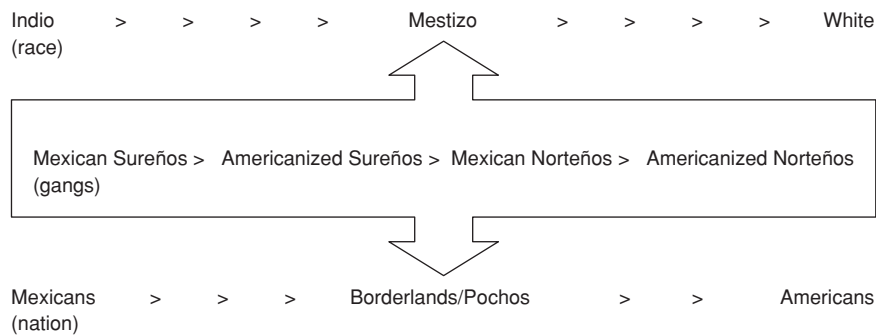 Indio > > > > Mestizo > > > > White
(race)
Mexican Sureños > Americanized Sureños > Mexican Norteños > Americanized Norteños
(gangs)
Mexicans > > > Borderlands/Pochos > > Americans
(nation)